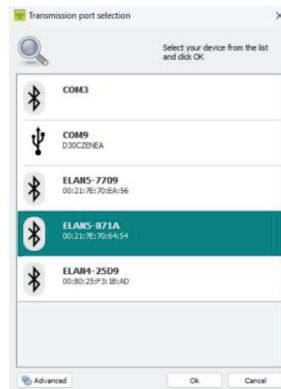 Transmission port selection
Select your device from the list
and click OK
COM3
COM9
D30CZENEA
ELAN5-7709
00:21:7E:70:EA:56
ELAN5-871A
00:21:7E:70:64:54
ELAN4-25D9
00:80:25:F3:1B:AD
Advanced
Ok
Cancel